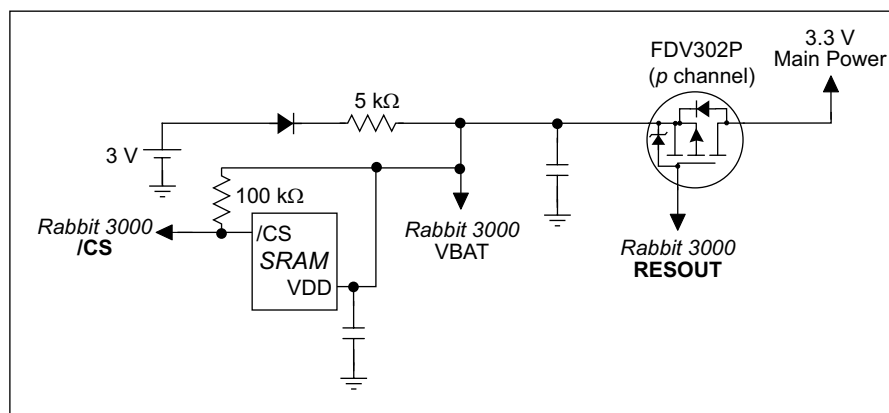 FDV302P
(p channel)
3.3 V
Main Power
5 kΩ
3 V
100 kΩ
Rabbit 3000
/CS
/CS
SRAM
VDD
Rabbit 3000
VBAT
Rabbit 3000
RESOUT